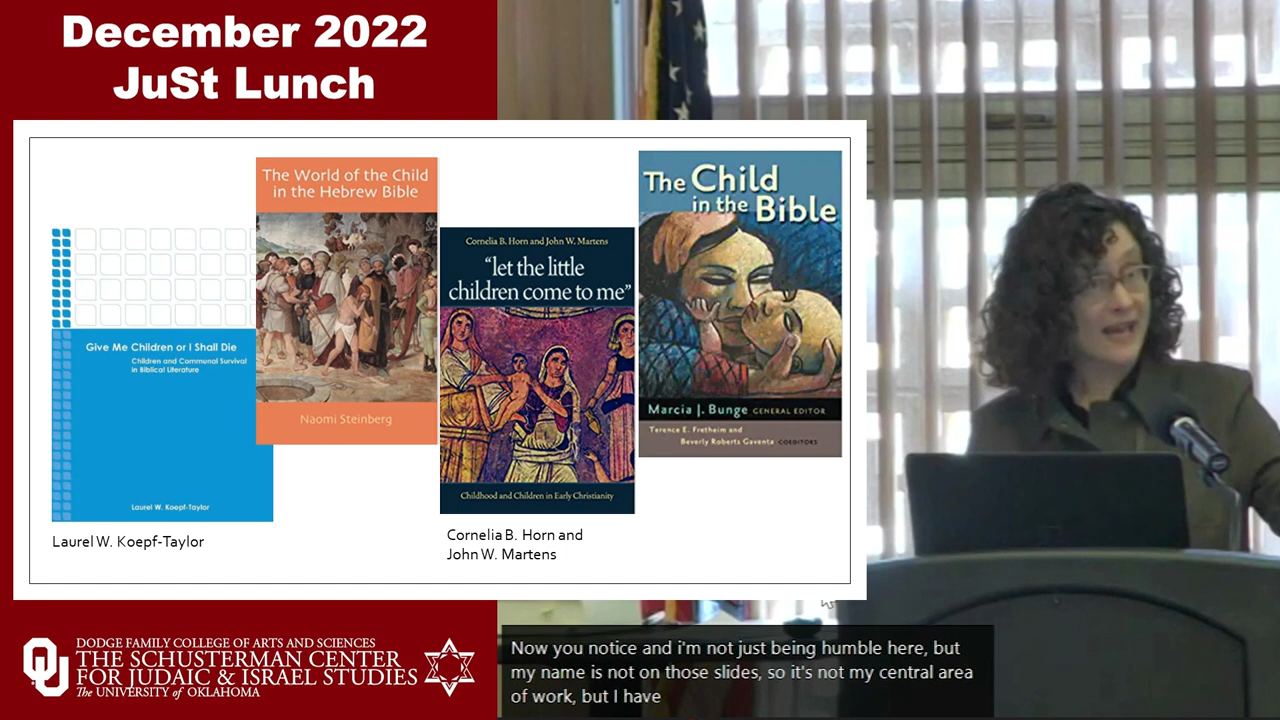 December 2022
JuSt Lunch
Give Me Children or I Shall Die
Children and Communal Survival
in Biblical Literature
Laurel W. Koepf-Taylor
Laurel W. Koepf-Taylor
The World of the Child
in the Hebrew Bible
Naomi Steinberg
Cornelia B. Horn and John W. Martens
"let the little
children come to me"
Childhood and Children in Early Christianity
Cornelia B. Horn and
John W. Martens
The Child
in the Bible
Marcia J. Bunge GENERAL EDITOR
Terence E. Fretheim and
Beverly Roberts Gaventa COEDITORS
OU
DODGE FAMILY COLLEGE OF ARTS AND SCIENCES
THE SCHUSTERMAN CENTER
FOR JUDAIC & ISRAEL STUDIES
The UNIVERSITY of OKLAHOMA
Now you notice and i'm not just being humble here, but
my name is not on those slides, so it's not my central area
of work, but I have